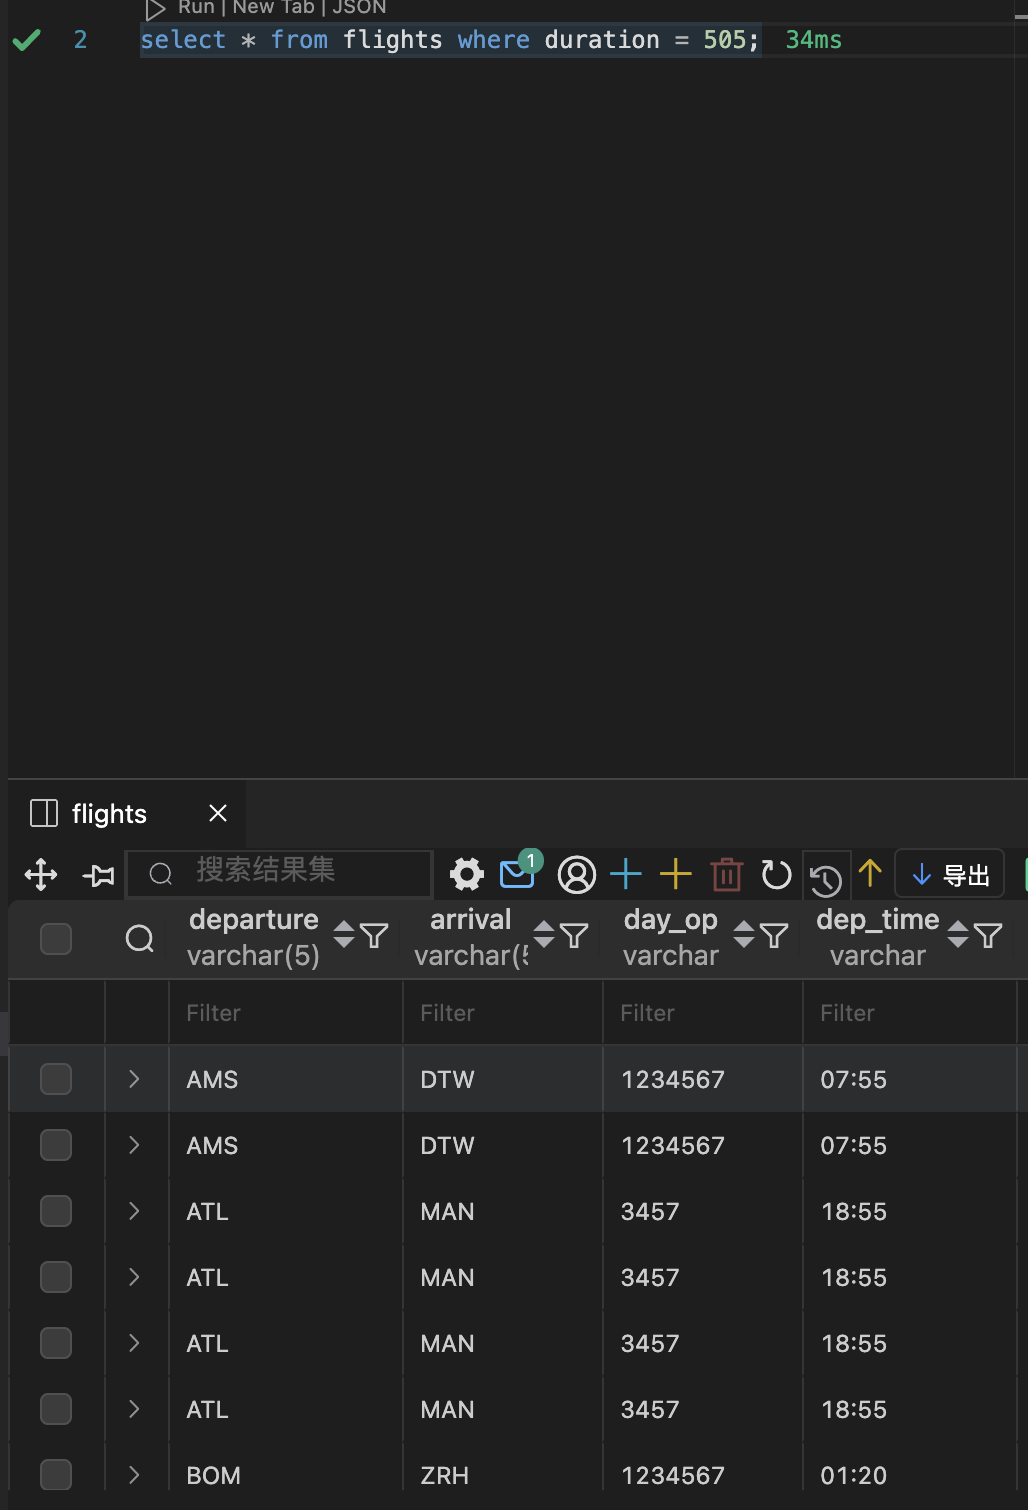 Run | New Tab | JSON
2 select * from flights where duration = 505; 34ms
flights
搜索结果集 1 导出
departure arrival day_op dep_time
varchar(5) varchar(5 varchar varchar
Filter Filter Filter Filter
AMS DTW 1234567 07:55
AMS DTW 1234567 07:55
ATL MAN 3457 18:55
ATL MAN 3457 18:55
ATL MAN 3457 18:55
ATL MAN 3457 18:55
BOM ZRH 1234567 01:20